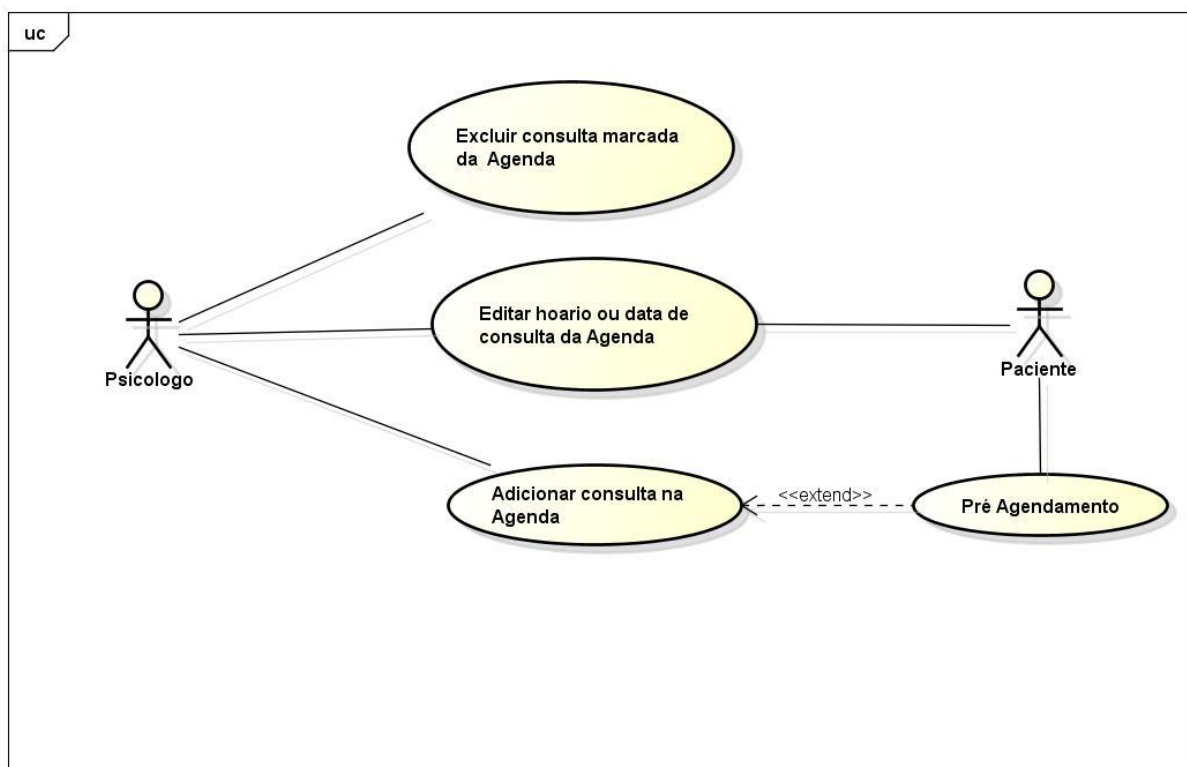 uc
Excluir consulta marcada
da Agenda
Editar hoario ou data de
consulta da Agenda
Psicologo
Paciente
Adicionar consulta na
Agenda
<<extend>>
Pré Agendamento